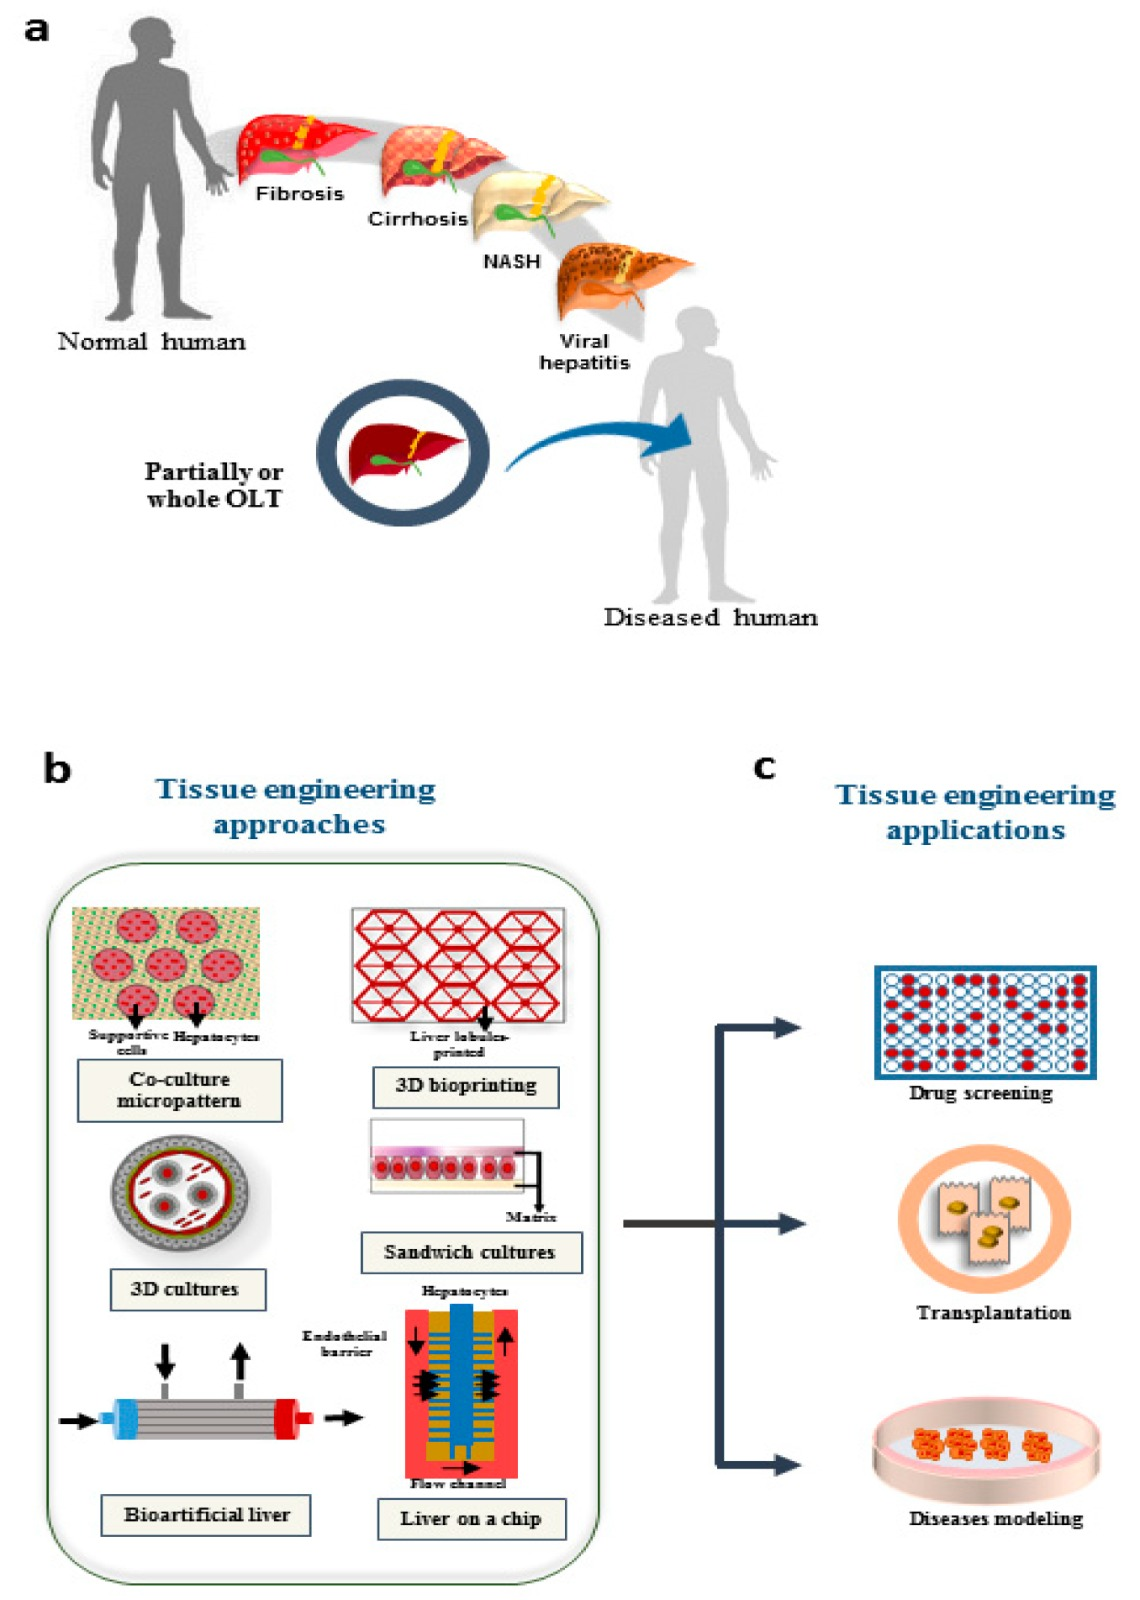 a
Fibrosis
Cirrhosis
NASH
Viral
hepatitis
Normal human
Partially or
whole OLT
Diseased human
b
Tissue engineering
approaches
Supportive
cells
Hepatocytes
Co-culture
micropattern
Liver lobules-
printed
3D bioprinting
3D cultures
Matrix
Sandwich cultures
Bioartificial liver
Hepatocytes
Endothelial
barrier
Flow channel
Liver on a chip
c
Tissue engineering
applications
Drug screening
Transplantation
Diseases modeling